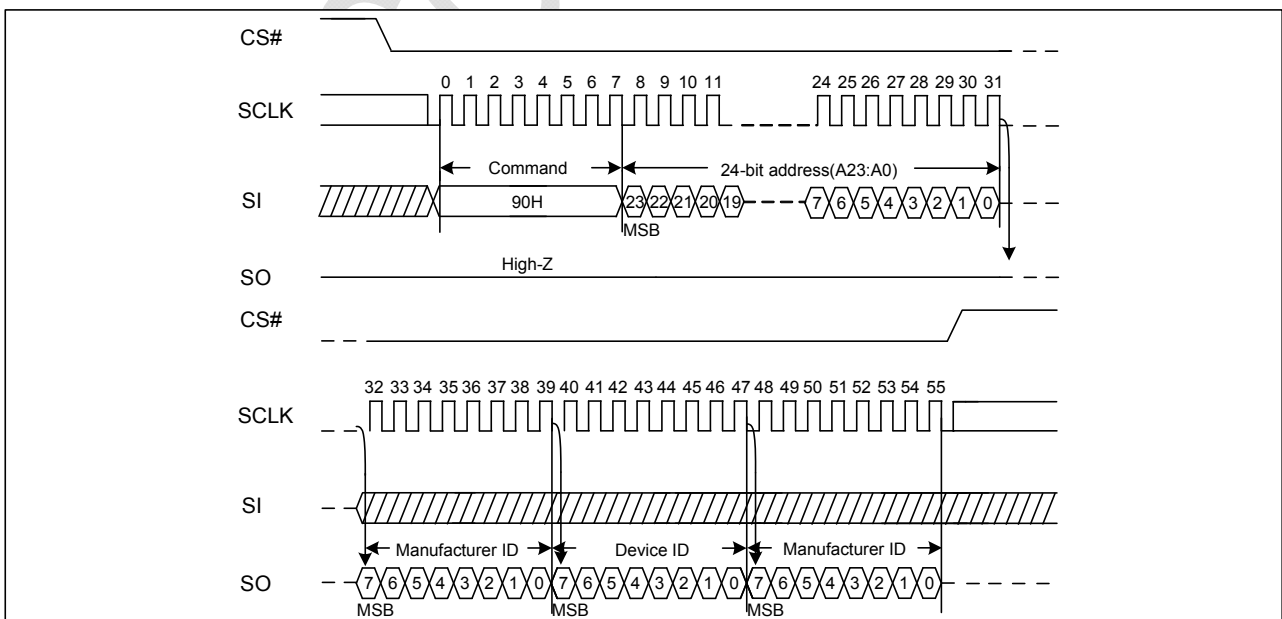 CS#
0 1 2 3 4 5 6 7 8 9 10 11 24 25 26 27 28 29 30 31
SCLK
Command 24-bit address(A23:A0)
SI 90H 23 22 21 20 19 7 6 5 4 3 2 1 0
MSB
High-Z
SO
CS#
32 33 34 35 36 37 38 39 40 41 42 43 44 45 46 47 48 49 50 51 52 53 54 55
SCLK
SI
Manufacturer ID Device ID Manufacturer ID
SO 7 6 5 4 3 2 1 0 7 6 5 4 3 2 1 0 7 6 5 4 3 2 1 0
MSB MSB MSB